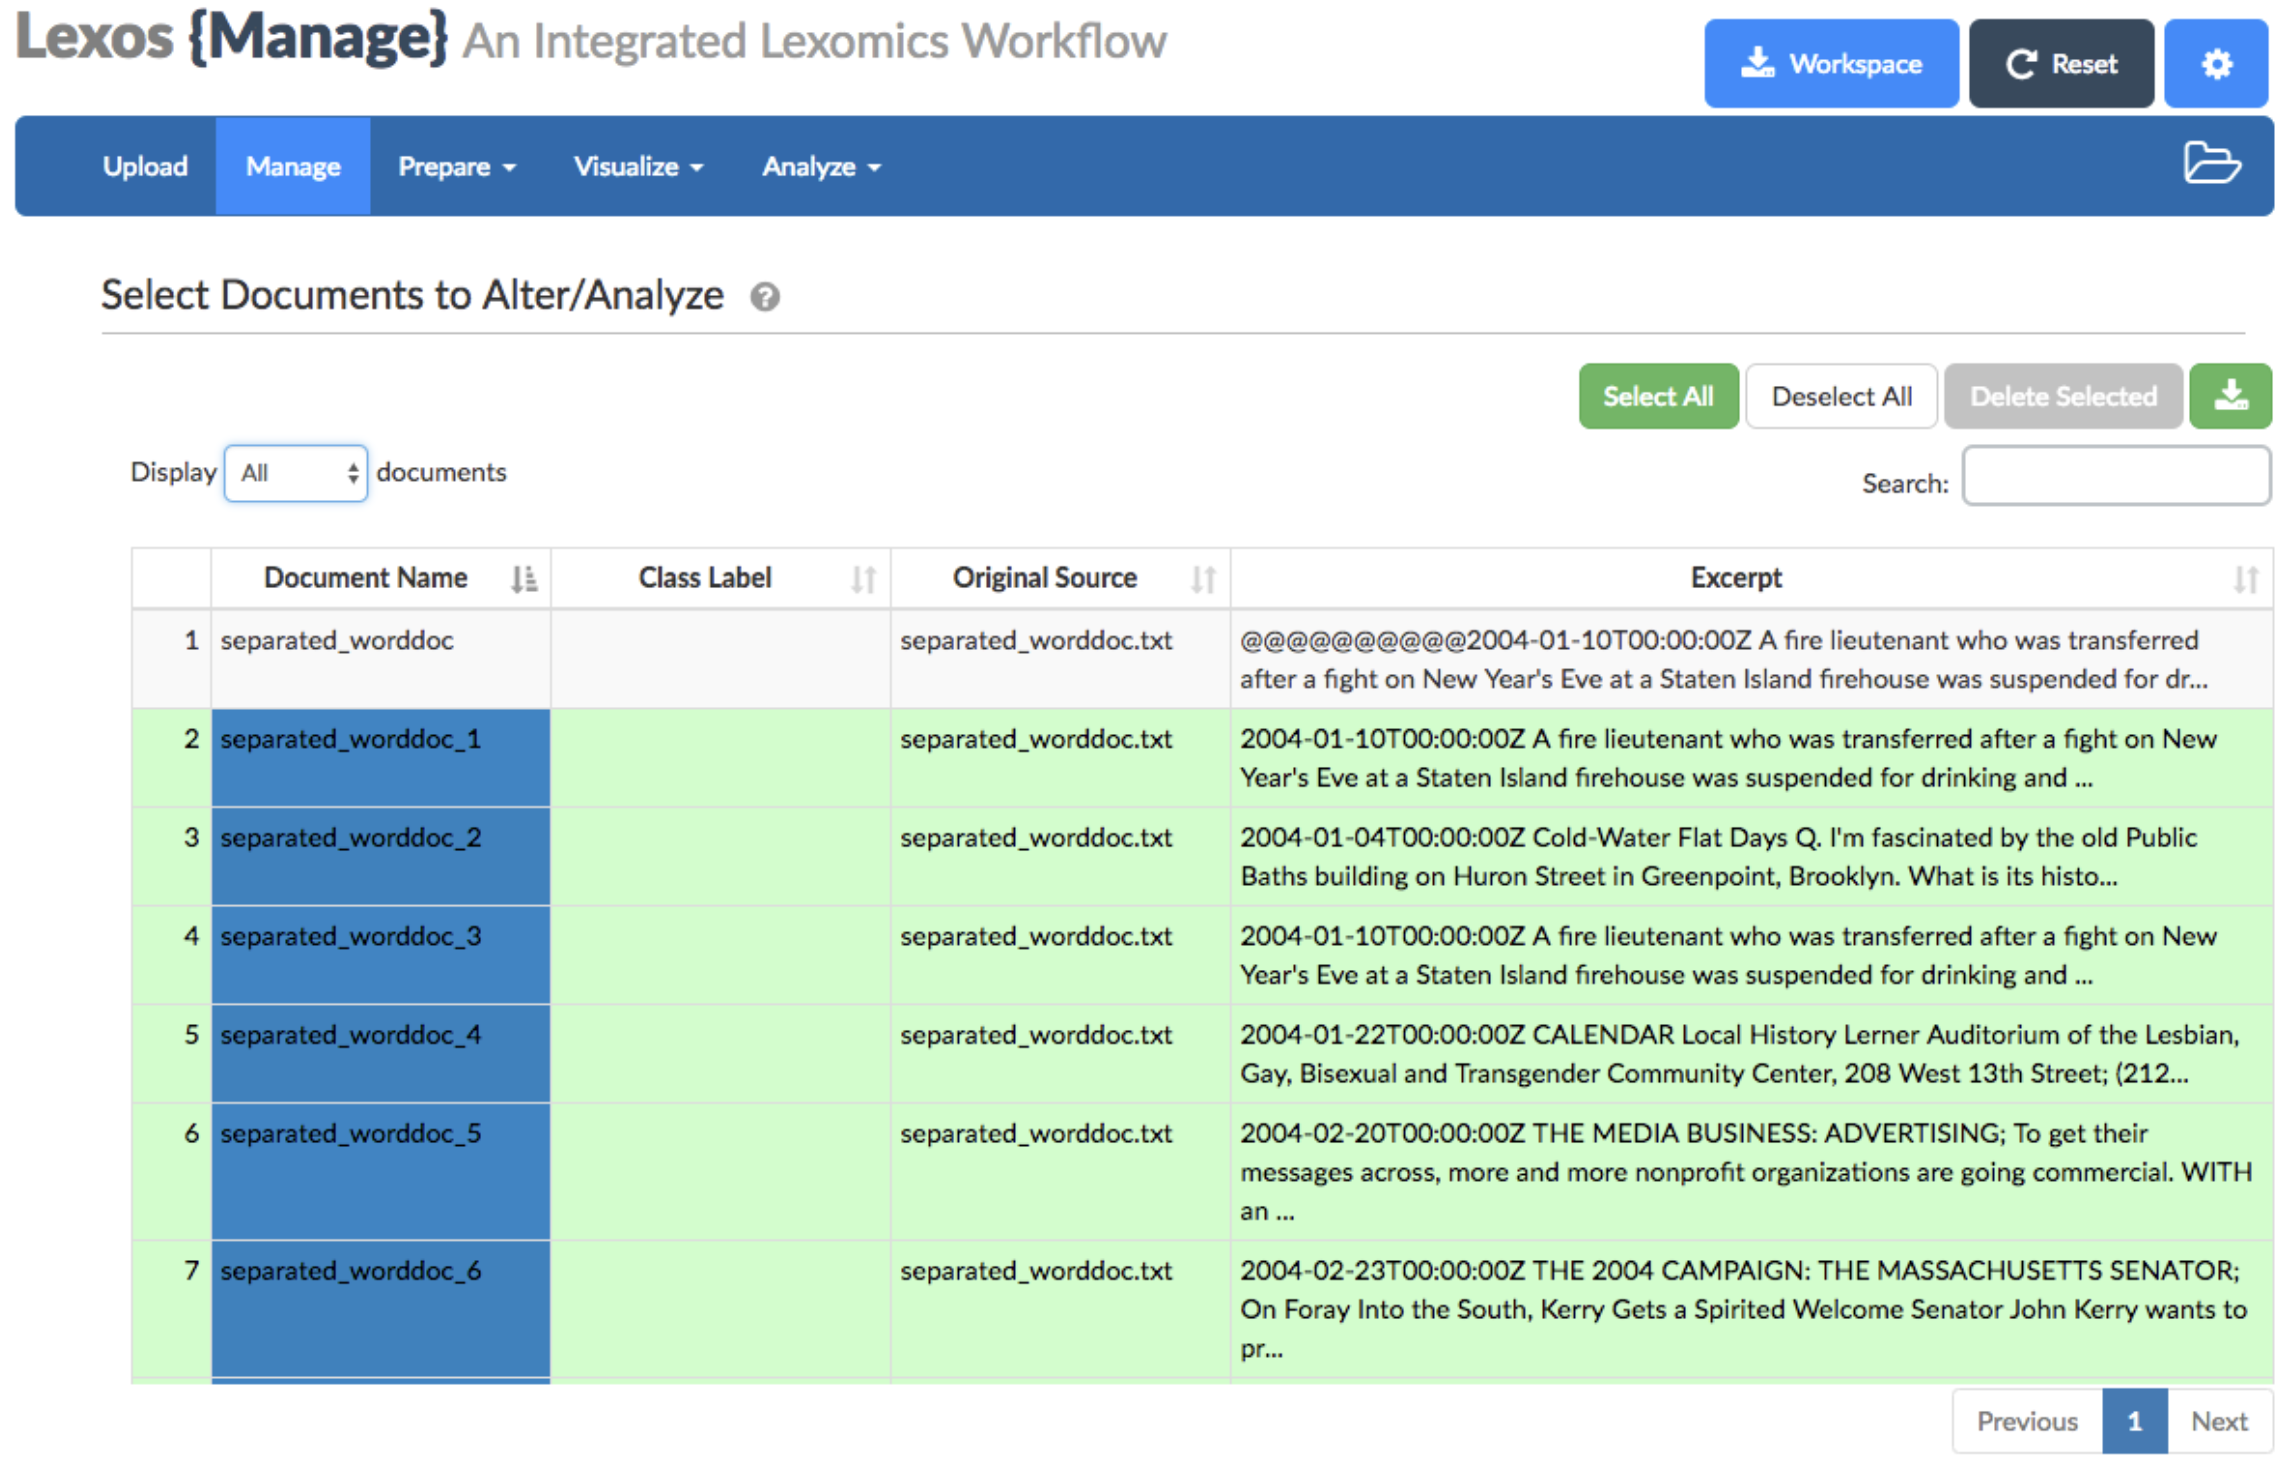 Lexos {Manage} An Integrated Lexomics Workflow
Workspace
Reset
Upload
Manage
Prepare
Visualize
Analyze
Select Documents to Alter/Analyze
Select All
Deselect All
Delete Selected
Display All documents
Search:
Document Name
Class Label
Original Source
Excerpt
1 separated_worddoc separated_worddoc.txt @@@@@@@@@@2004-01-10T00:00:00Z A fire lieutenant who was transferred
after a fight on New Year's Eve at a Staten Island firehouse was suspended for dr...
2 separated_worddoc_1 separated_worddoc.txt 2004-01-10T00:00:00Z A fire lieutenant who was transferred after a fight on New
Year's Eve at a Staten Island firehouse was suspended for drinking and ...
3 separated_worddoc_2 separated_worddoc.txt 2004-01-04T00:00:00Z Cold-Water Flat Days Q. I'm fascinated by the old Public
Baths building on Huron Street in Greenpoint, Brooklyn. What is its histo...
4 separated_worddoc_3 separated_worddoc.txt 2004-01-10T00:00:00Z A fire lieutenant who was transferred after a fight on New
Year's Eve at a Staten Island firehouse was suspended for drinking and ...
5 separated_worddoc_4 separated_worddoc.txt 2004-01-22T00:00:00Z CALENDAR Local History Lerner Auditorium of the Lesbian,
Gay, Bisexual and Transgender Community Center, 208 West 13th Street; (212...
6 separated_worddoc_5 separated_worddoc.txt 2004-02-20T00:00:00Z THE MEDIA BUSINESS: ADVERTISING; To get their
messages across, more and more nonprofit organizations are going commercial. WITH
an ...
7 separated_worddoc_6 separated_worddoc.txt 2004-02-23T00:00:00Z THE 2004 CAMPAIGN: THE MASSACHUSETTS SENATOR;
On Foray Into the South, Kerry Gets a Spirited Welcome Senator John Kerry wants to
pr...
Previous 1 Next